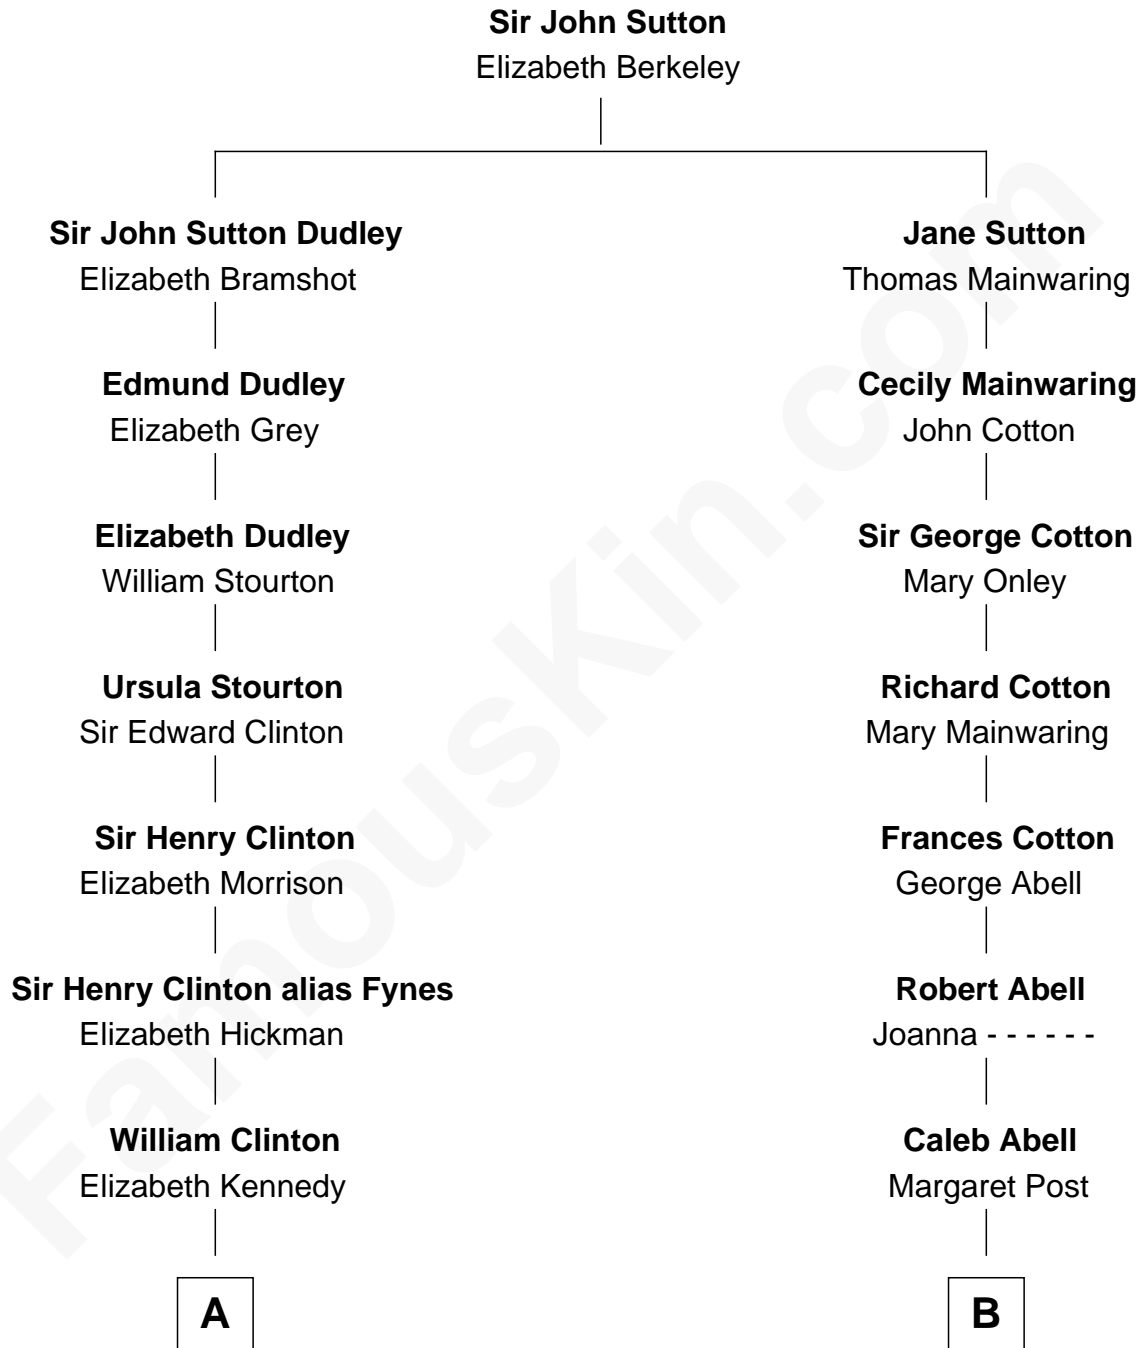 Sir John Sutton
Elizabeth Berkeley
Sir John Sutton Dudley
Elizabeth Bramshot
Jane Sutton
Thomas Mainwaring
Edmund Dudley
Elizabeth Grey
Cecily Mainwaring
John Cotton
Elizabeth Dudley
William Stourton
Sir George Cotton
Mary Onley
Ursula Stourton
Sir Edward Clinton
Richard Cotton
Mary Mainwaring
Sir Henry Clinton
Elizabeth Morrison
Frances Cotton
George Abell
Sir Henry Clinton alias Fynes
Elizabeth Hickman
Robert Abell
Joanna - - - - - -
William Clinton
Elizabeth Kennedy
Caleb Abell
Margaret Post
A
B
FamousKin.com